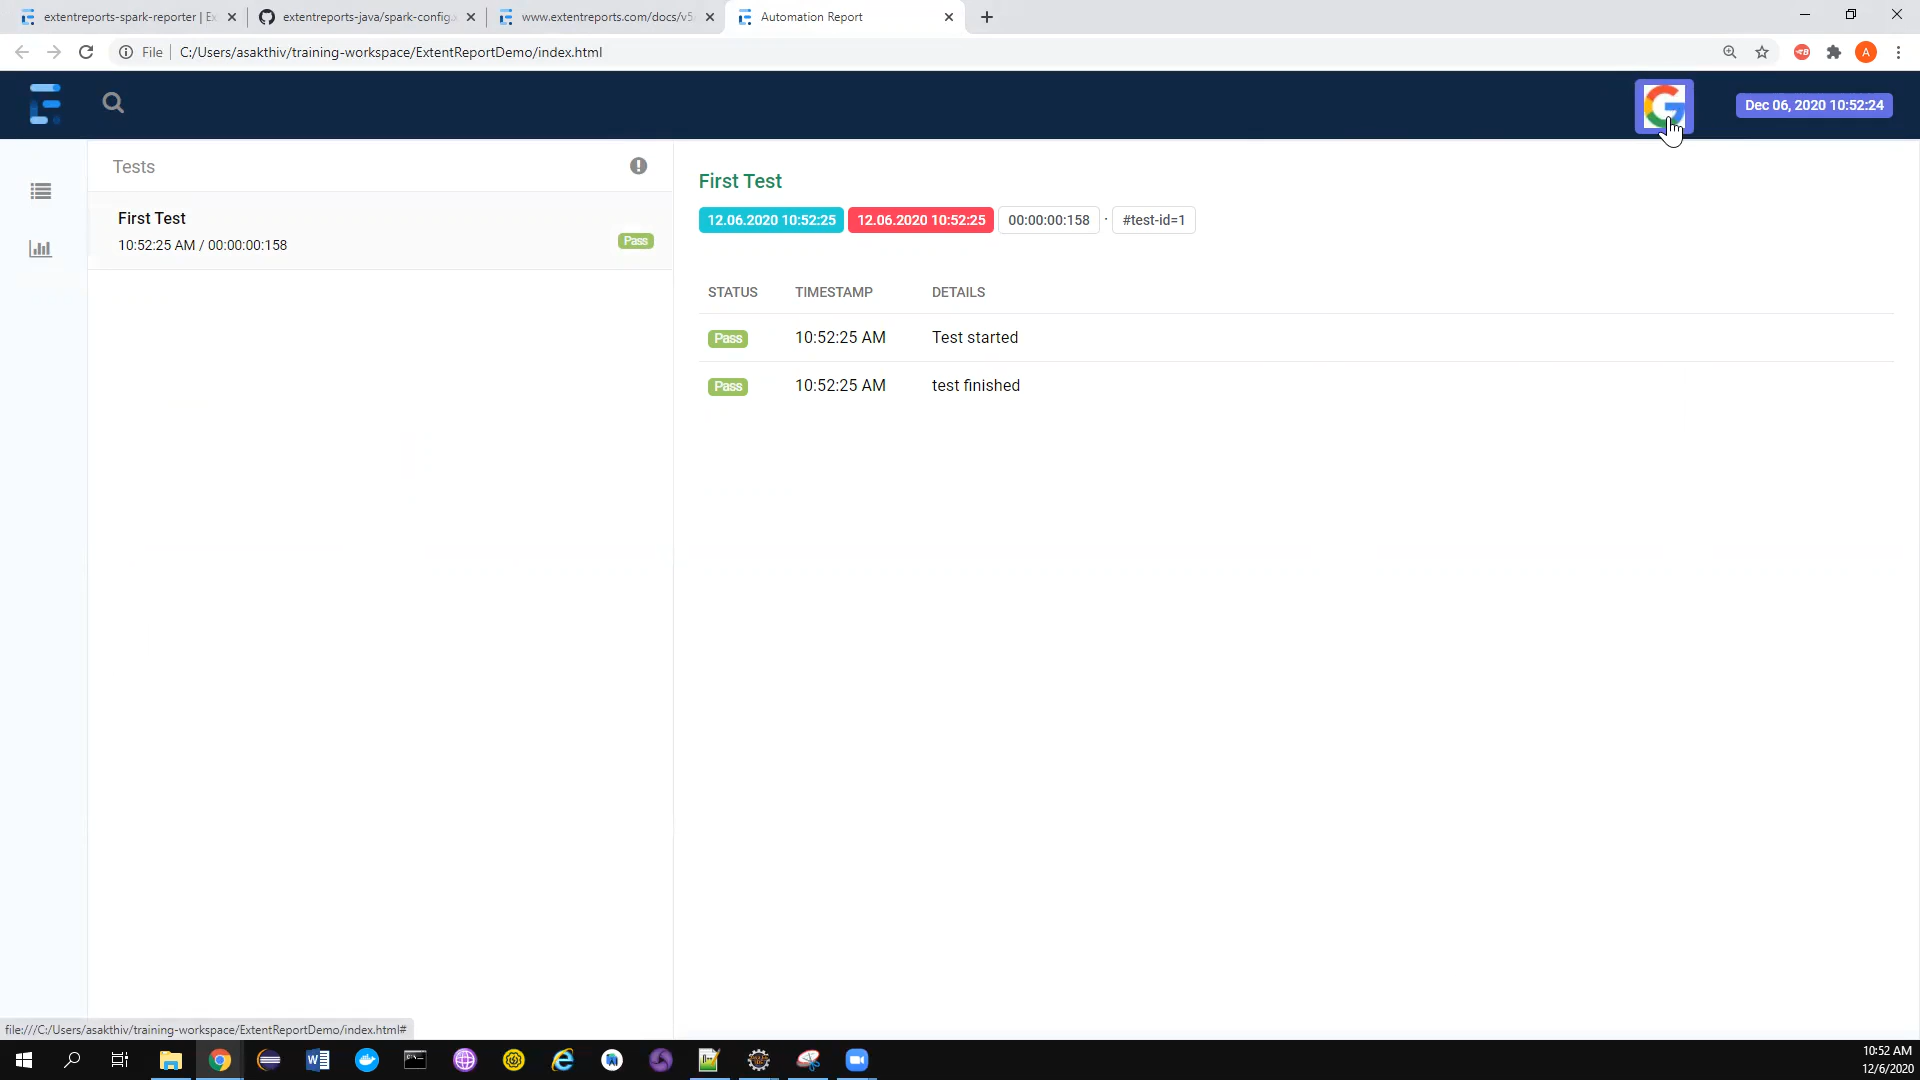 extentreports-spark-reporter | Ex
extentreports-java/spark-config.x
www.extentreports.com/docs/v5
Automation Report
File
C:/Users/asakthiv/training-workspace/ExtentReportDemo/index.html
A
Dec 06, 2020 10:52:24
Tests
First Test
10:52:25 AM / 00:00:00:158
Pass
First Test
12.06.2020 10:52:25 12.06.2020 10:52:25 00:00:00:158 · #test-id=1
STATUS TIMESTAMP DETAILS
Pass 10:52:25 AM Test started
Pass 10:52:25 AM test finished
file:///C:/Users/asakthiv/training-workspace/ExtentReportDemo/index.html#
10:52 AM
12/6/2020